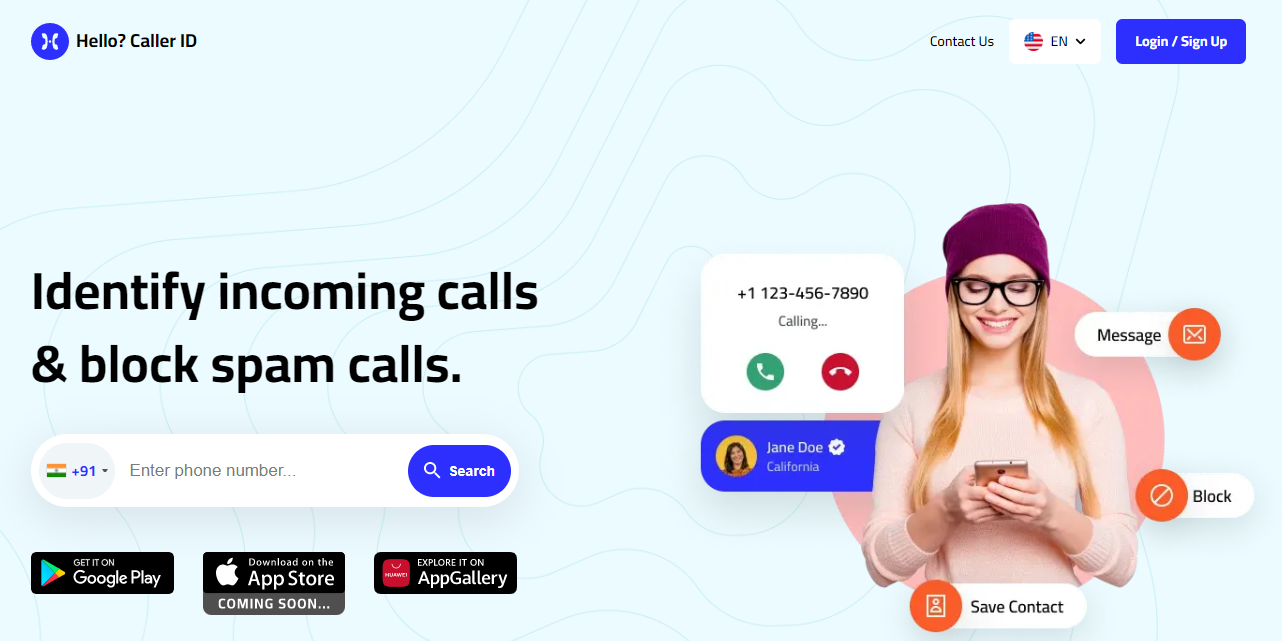 Hello? Caller ID
Contact Us
EN
Login / Sign Up
Identify incoming calls
& block spam calls.
+91
Enter phone number...
Search
GET IT ON
Google Play
Download on the
App Store
COMING SOON...
HUAWEI
EXPLORE IT ON
AppGallery
+1 123-456-7890
Calling...
Jane Doe
California
Message
Block
Save Contact